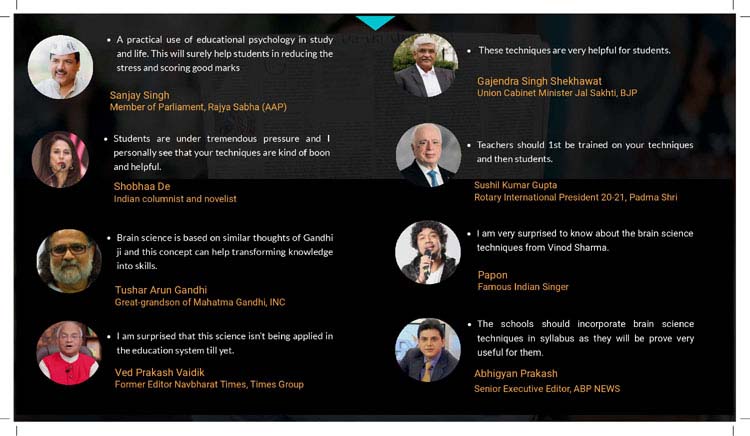 • A practical use of educational psychology in study
and life. This will surely help students in reducing the
stress and scoring good marks
Sanjay Singh
Member of Parliament, Rajya Sabha (AAP)
• Students are under tremendous pressure and I
personally see that your techniques are kind of boon
and helpful.
Shobhaa De
Indian columnist and novelist
• Brain science is based on similar thoughts of Gandhi
ji and this concept can help transforming knowledge
into skills.
Tushar Arun Gandhi
Great-grandson of Mahatma Gandhi, INC
• I am surprised that this science isn't being applied in
the education system till yet.
Ved Prakash Vaidik
Former Editor Navbharat Times, Times Group
• These techniques are very helpful for students.
Gajendra Singh Shekhawat
Union Cabinet Minister Jal Sakhti, BJP
• Teachers should 1st be trained on your techniques
and then students.
Sushil Kumar Gupta
Rotary International President 20-21, Padma Shri
• I am very surprised to know about the brain science
techniques from Vinod Sharma.
Papon
Famous Indian Singer
• The schools should incorporate brain science
techniques in syllabus as they will be prove very
useful for them.
Abhigyan Prakash
Senior Executive Editor, ABP NEWS